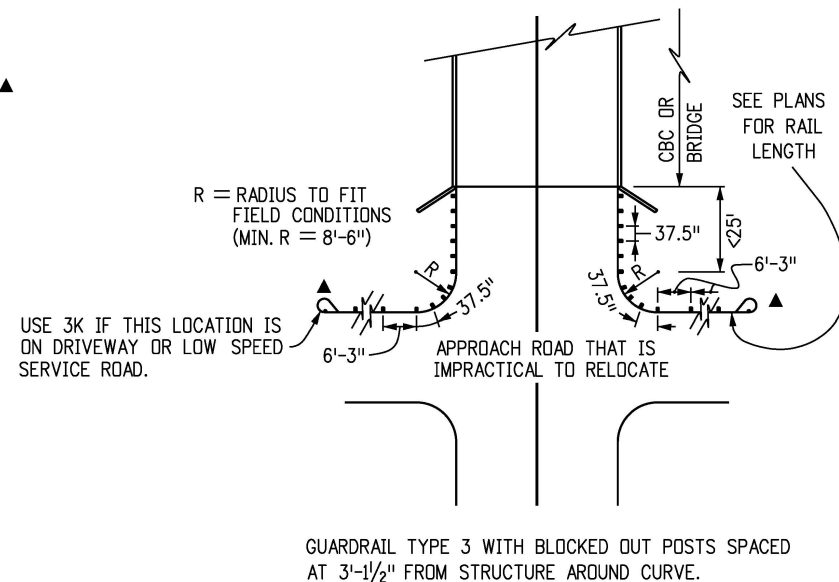 SEE PLANS
FOR RAIL
LENGTH
CBC OR
BRIDGE
R = RADIUS TO FIT
FIELD CONDITIONS
(MIN. R = 8'-6")
37.5"
<25'
6'-3"
R
R
37.5"
37.5"
USE 3K IF THIS LOCATION IS
ON DRIVEWAY OR LOW SPEED
SERVICE ROAD.
6'-3"
APPROACH ROAD THAT IS
IMPRACTICAL TO RELOCATE
GUARDRAIL TYPE 3 WITH BLOCKED OUT POSTS SPACED
AT 3'-1½" FROM STRUCTURE AROUND CURVE.